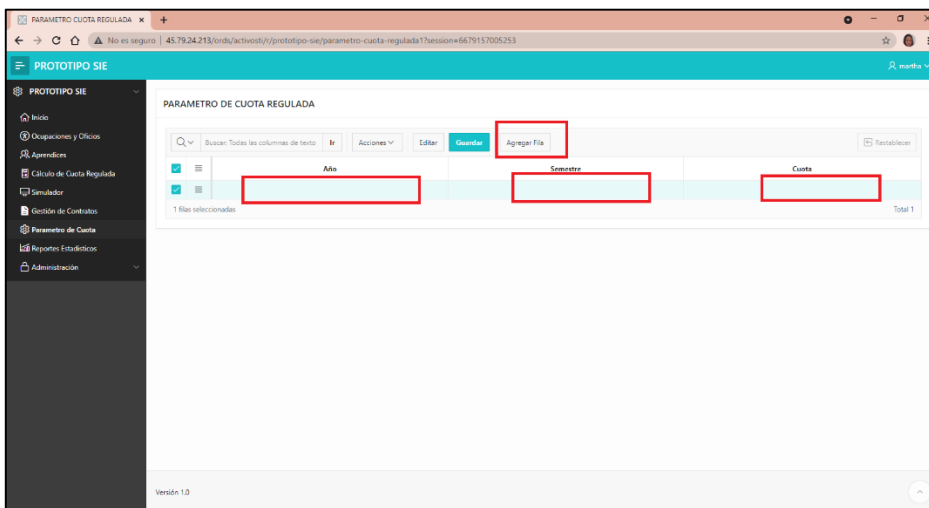 PARAMETRO CUOTA REGULADA
No es seguro | 45.79.24.213/ords/activosti/r/prototipo-sie/parametro-cuota-regulada1?session=6679157005253
PROTOTIPO SIE
martha
PROTOTIPO SIE
Inicio
Ocupaciones y Oficios
Aprendices
Cálculo de Cuota Regulada
Simulador
Gestión de Contratos
Parametro de Cuota
Reportes Estadísticos
Administración
PARAMETRO DE CUOTA REGULADA
Buscar: Todas las columnas de texto Ir Acciones Editar Guardar Agregar Fila Restablecer
Año Semestre Cuota
1 filas seleccionadas Total 1
Versión 1.0